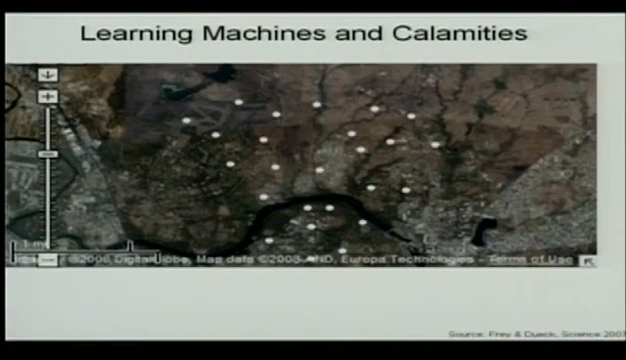 Learning Machines and Calamities
1 m
©2008 DigitalGlobe, Map data ©2008 AND, Europa Technologies - Terms of Use
Source: Frey & Dueck, Science 2007